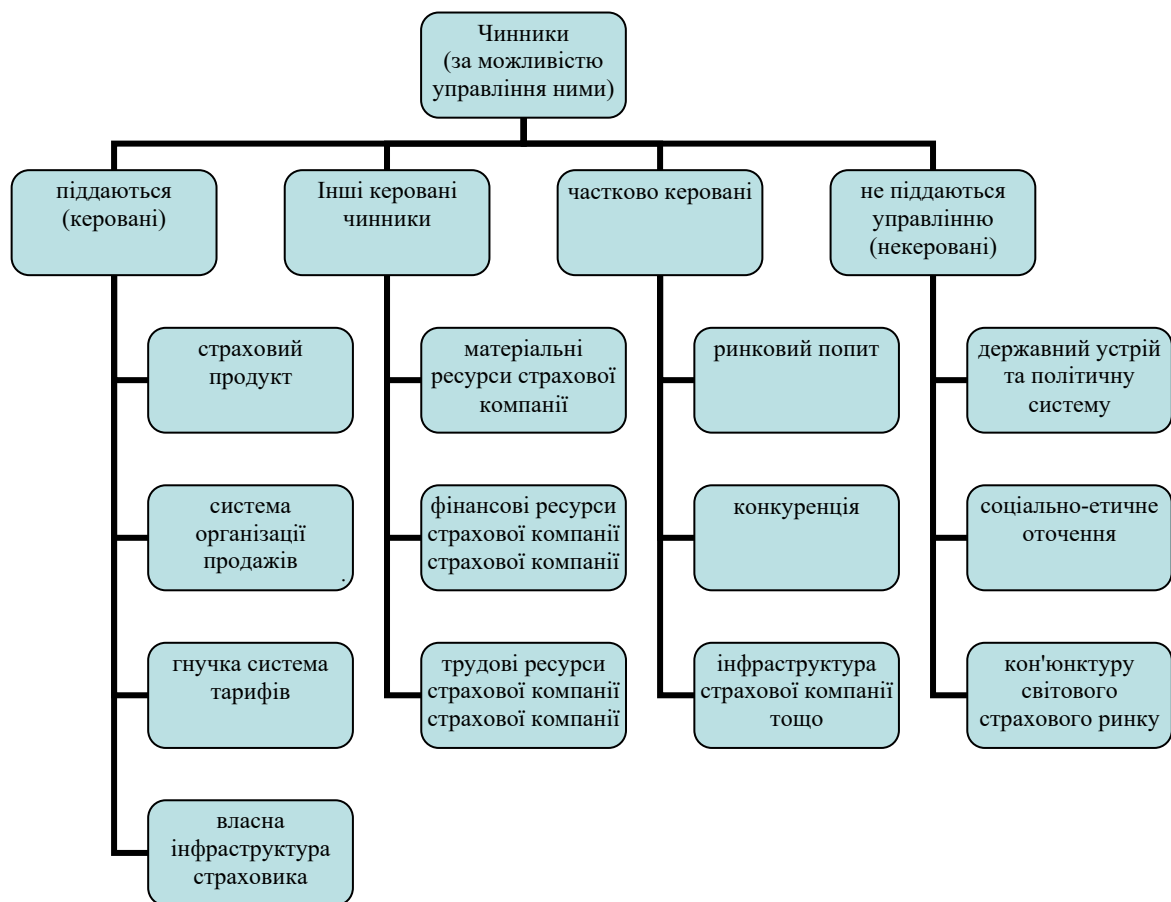 Чинники
(за можливістю
управління ними)
піддаються
(керовані)
Інші керовані
чинники
частково керовані
не піддаються
управлінню
(некеровані)
страховий
продукт
матеріальні
ресурси страхової
компанії
ринковий попит
державний устрій
та політичну
систему
система
організації
продажів
.
фінансові ресурси
страхової компанії
страхової компанії
конкуренція
соціально-етичне
оточення
гнучка система
тарифів
трудові ресурси
страхової компанії
страхової компанії
інфраструктура
страхової компанії
тощо
кон'юнктуру
світового
страхового ринку
власна
інфраструктура
страховика